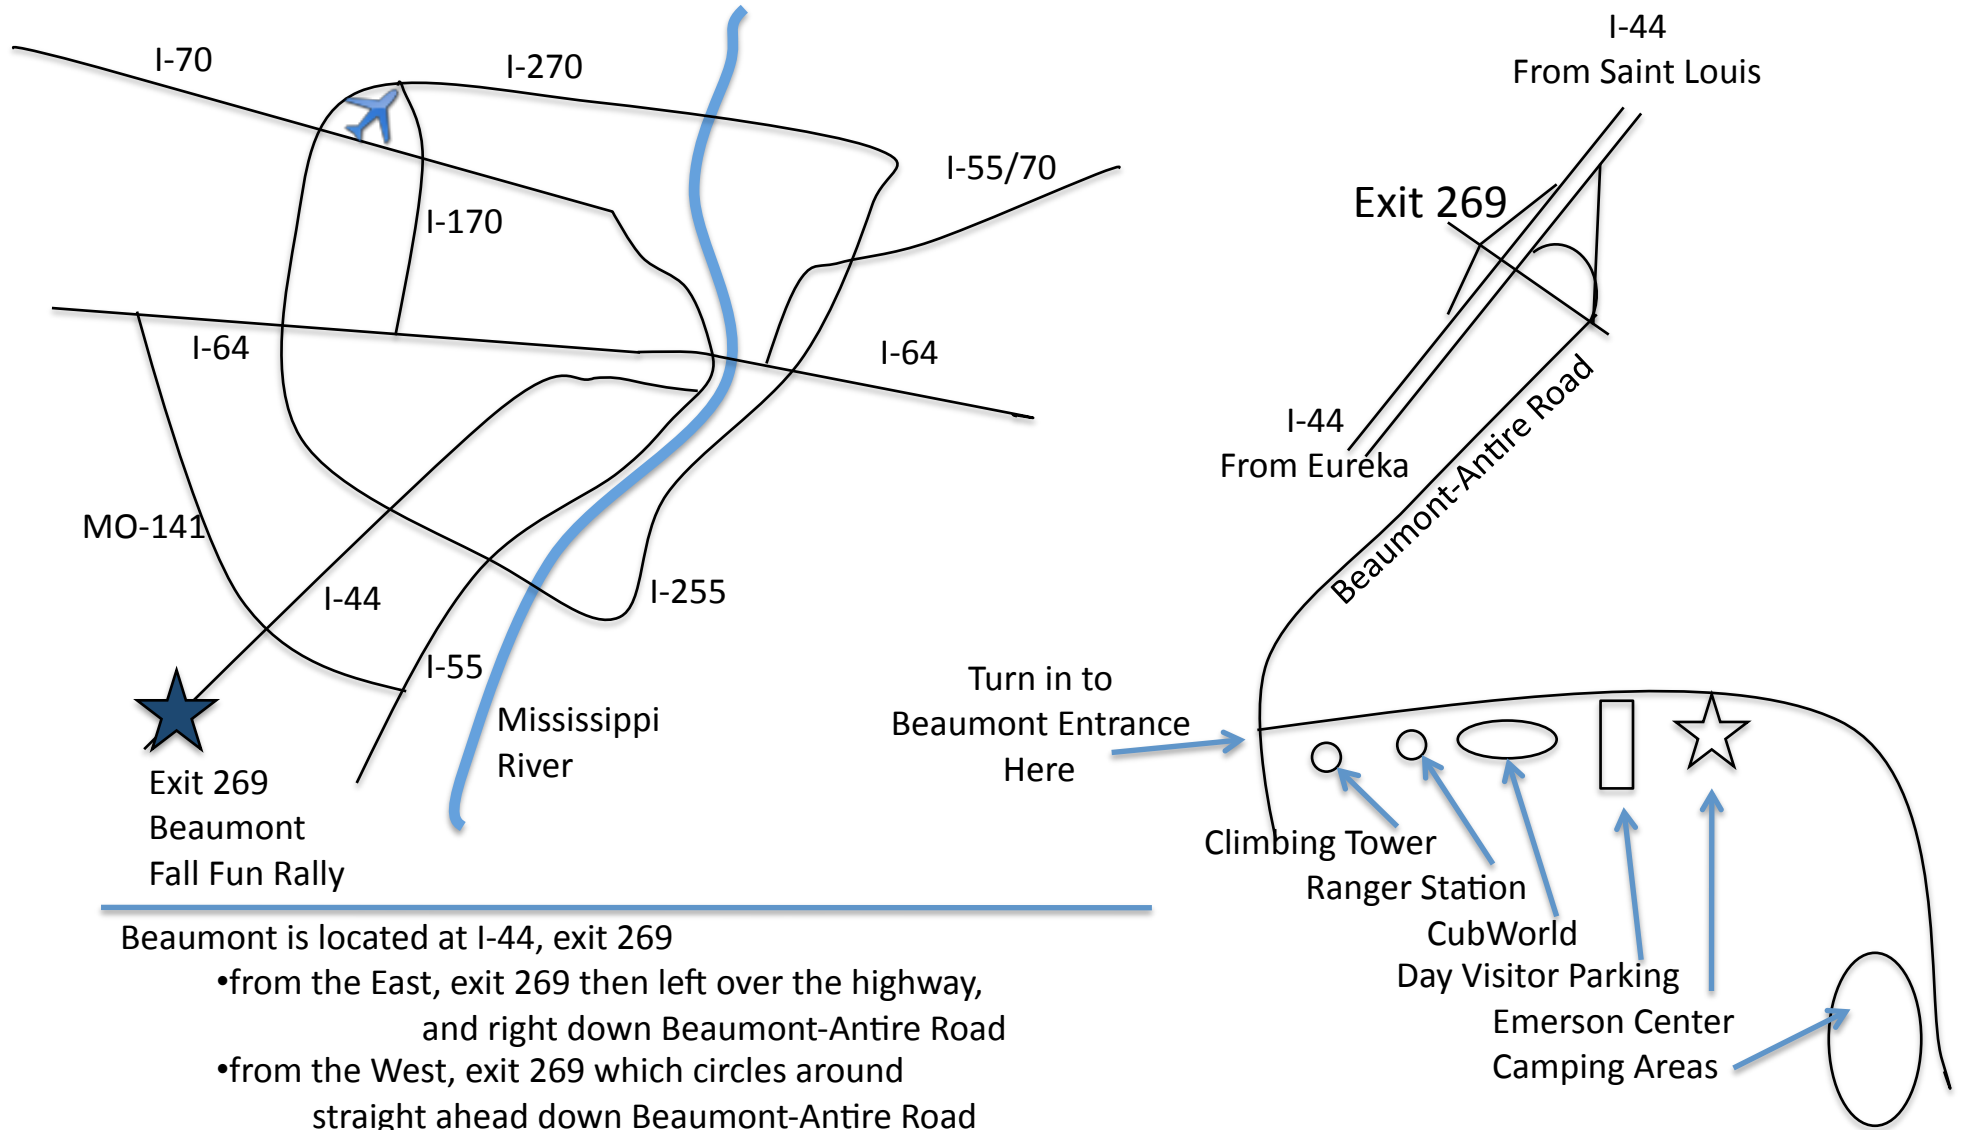 I-70
I-270
I-55/70
I-170
I-64
I-64
MO-141
I-44
I-255
I-55
Mississippi
River
Exit 269
Beaumont
Fall Fun Rally
Beaumont is located at I-44, exit 269
•from the East, exit 269 then left over the highway,
and right down Beaumont-Antire Road
•from the West, exit 269 which circles around
straight ahead down Beaumont-Antire Road
I-44
From Saint Louis
Exit 269
I-44
From Eureka
Beaumont-Antire Road
Turn in to
Beaumont Entrance
Here
Climbing Tower
Ranger Station
CubWorld
Day Visitor Parking
Emerson Center
Camping Areas